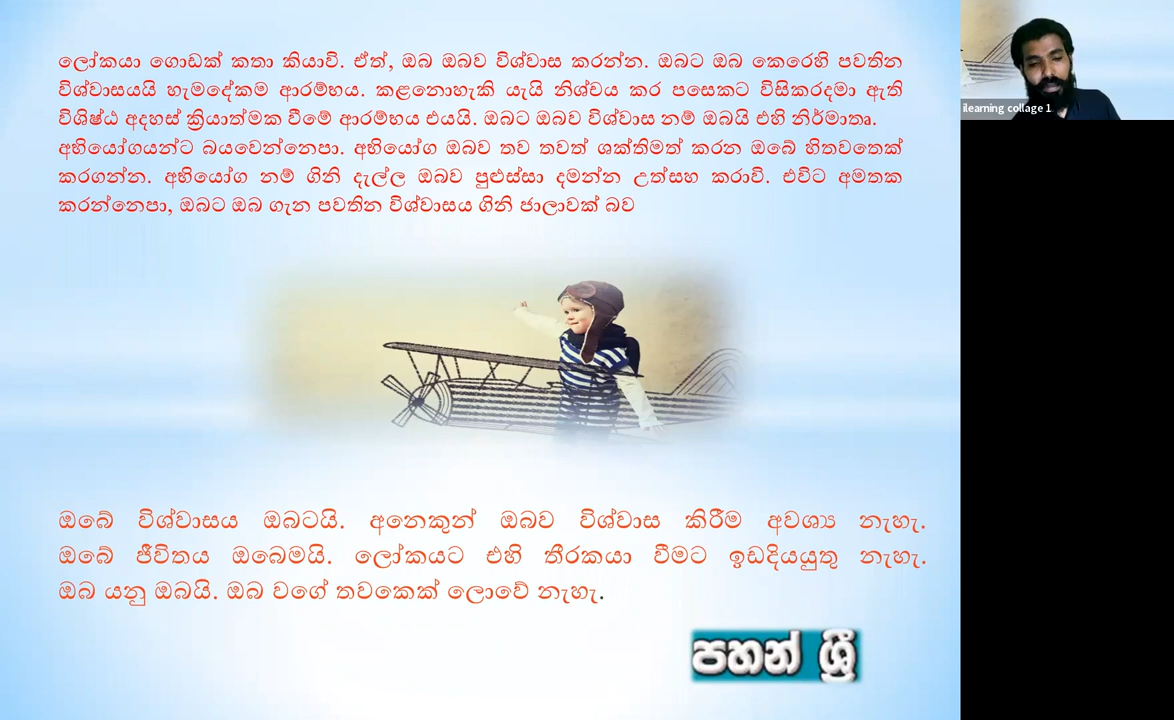 ලෝකයා ගොඩක් කතා කියාවි. ඒත්, ඔබ ඔබව විශ්වාස කරන්න. ඔබට ඔබ කෙරෙහි පවතින
විශ්වාසයයි හැමදේකම ආරම්භය. කළනොහැකි යැයි නිශ්චය කර පසෙකට විසිකරදමා ඇති
විශිෂ්ඨ අදහස් ක්‍රියාත්මක වීමේ ආරම්භය එයයි. ඔබට ඔබව විශ්වාස නම් ඔබයි එහි නිර්මාතෘ.
අභියෝගයන්ට බයවෙන්නෙපා. අභියෝග ඔබව තව තවත් ශක්තිමත් කරන ඔබේ හිතවතෙක්
කරගන්න. අභියෝග නම් ගිනි දැල්ල ඔබව පුළුස්සා දමන්න උත්සහ කරාවි. එවිට අමතක
කරන්නෙපා, ඔබට ඔබ ගැන පවතින විශ්වාසය ගිනි ජාලාවක් බව
ඔබේ විශ්වාසය ඔබටයි. අනෙකුන් ඔබව විශ්වාස කිරීම අවශ්‍ය නැහැ.
ඔබේ ජීවිතය ඔබෙමයි. ලෝකයට එහි තීරකයා වීමට ඉඩදියයුතු නැහැ.
ඔබ යනු ඔබයි. ඔබ වගේ තවකෙක් ලොවේ නැහැ.
පහන් ශ්‍රී
ilearning collage 1